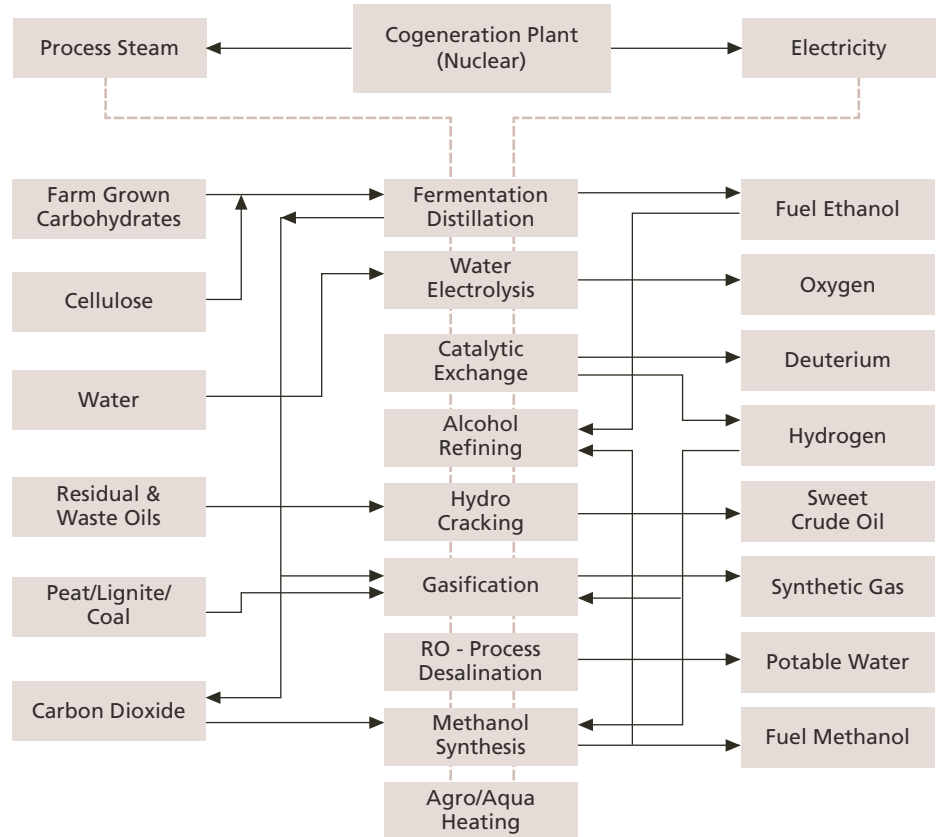 Process Steam
Cogeneration Plant
(Nuclear)
Electricity
Farm Grown
Carbohydrates
Fermentation
Distillation
Fuel Ethanol
Cellulose
Water
Electrolysis
Oxygen
Water
Catalytic
Exchange
Deuterium
Alcohol
Refining
Hydrogen
Residual &
Waste Oils
Hydro
Cracking
Sweet
Crude Oil
Peat/Lignite/
Coal
Gasification
Synthetic Gas
RO - Process
Desalination
Potable Water
Carbon Dioxide
Methanol
Synthesis
Fuel Methanol
Agro/Aqua
Heating